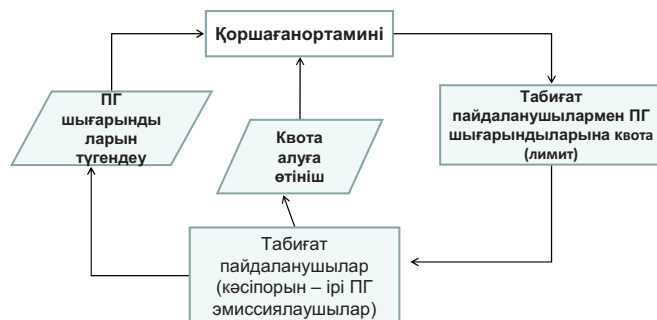 Қоршағанортамині
ПГ
шығарынды
ларын
түгендеу
Квота
алуға
өтініш
Табиғат
пайдаланушылармен ПГ
шығарындыларына квота
(лимит)
Табиғат
пайдаланушылар
(кәсіпорын – ірі ПГ
эмиссиялаушылар)